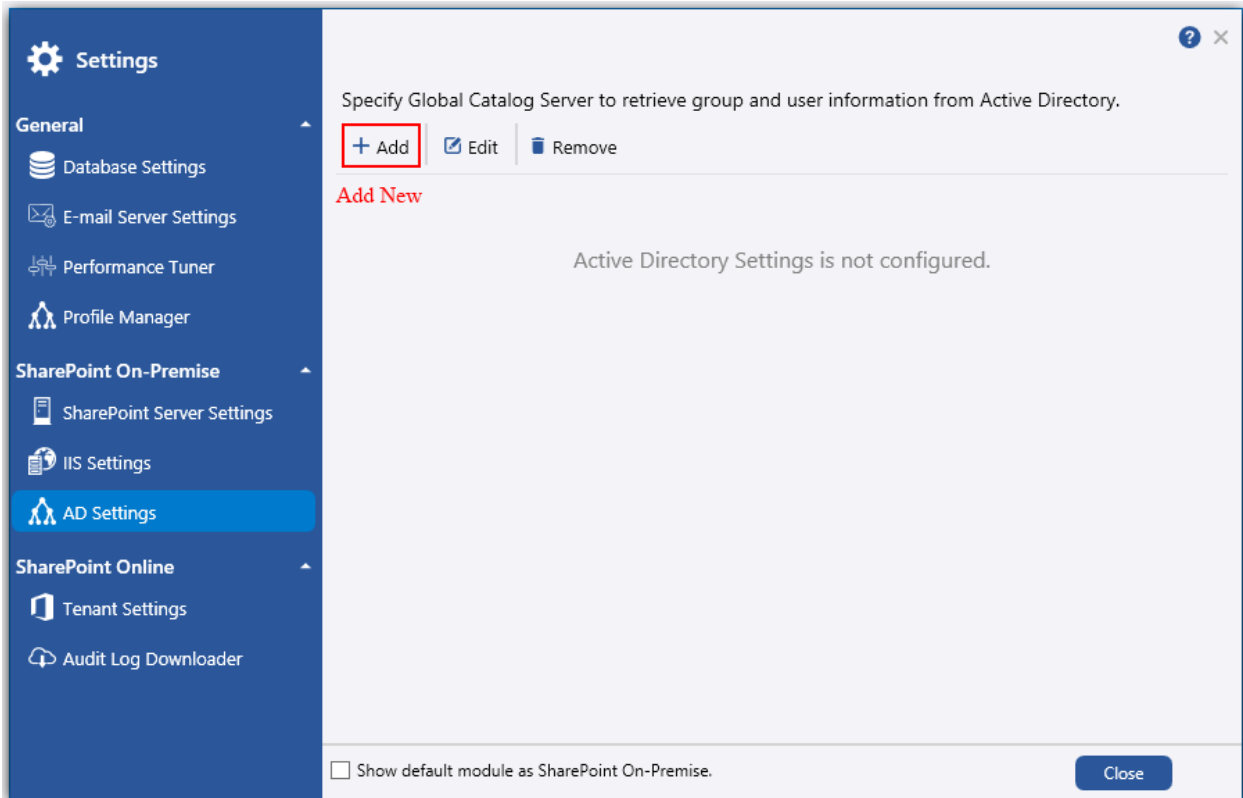 Settings
General
Database Settings
E-mail Server Settings
Performance Tuner
Profile Manager
SharePoint On-Premise
SharePoint Server Settings
IIS Settings
AD Settings
SharePoint Online
Tenant Settings
Audit Log Downloader
?
Specify Global Catalog Server to retrieve group and user information from Active Directory.
+ Add Edit Remove
Add New
Active Directory Settings is not configured.
Show default module as SharePoint On-Premise.
Close